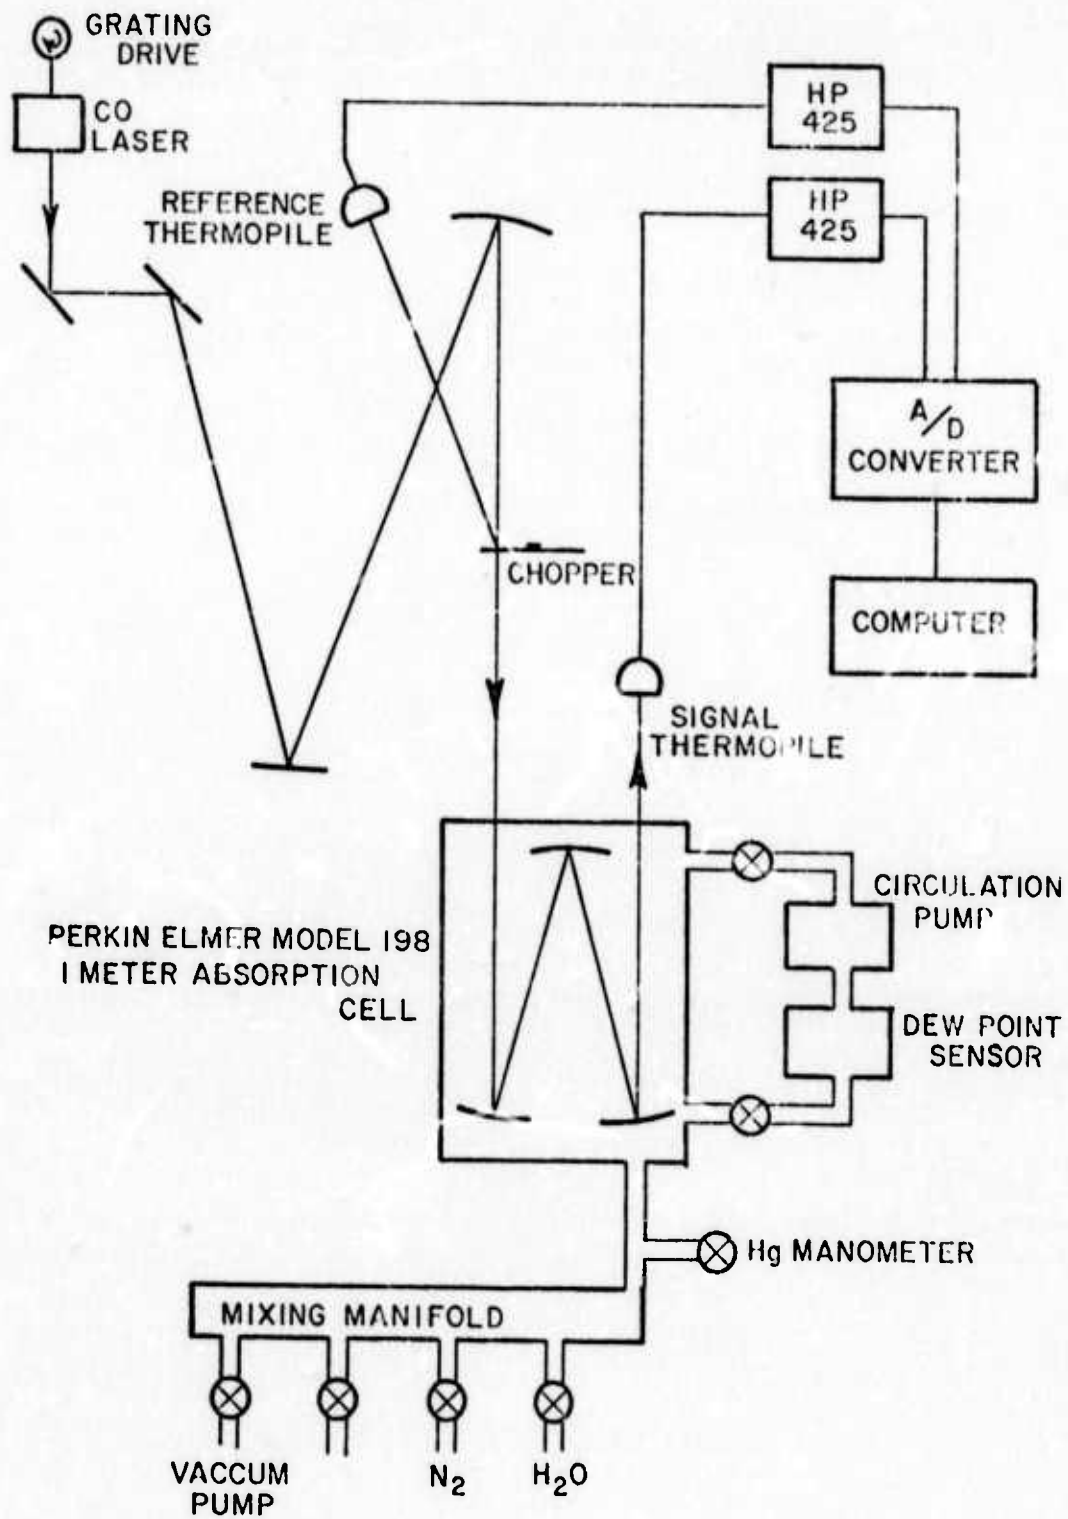 GRATING
DRIVE
CO
LASER
HP
425
REFERENCE
THERMOPILE
HP
425
A/D
CONVERTER
CHOPPER
COMPUTER
SIGNAL
THERMOPILE
CIRCULATION
PUMP
PERKIN ELMER MODEL 198
1 METER ABSORPTION
CELL
DEW POINT
SENSOR
Hg MANOMETER
MIXING MANIFOLD
VACCUM
PUMP
N2
H2O